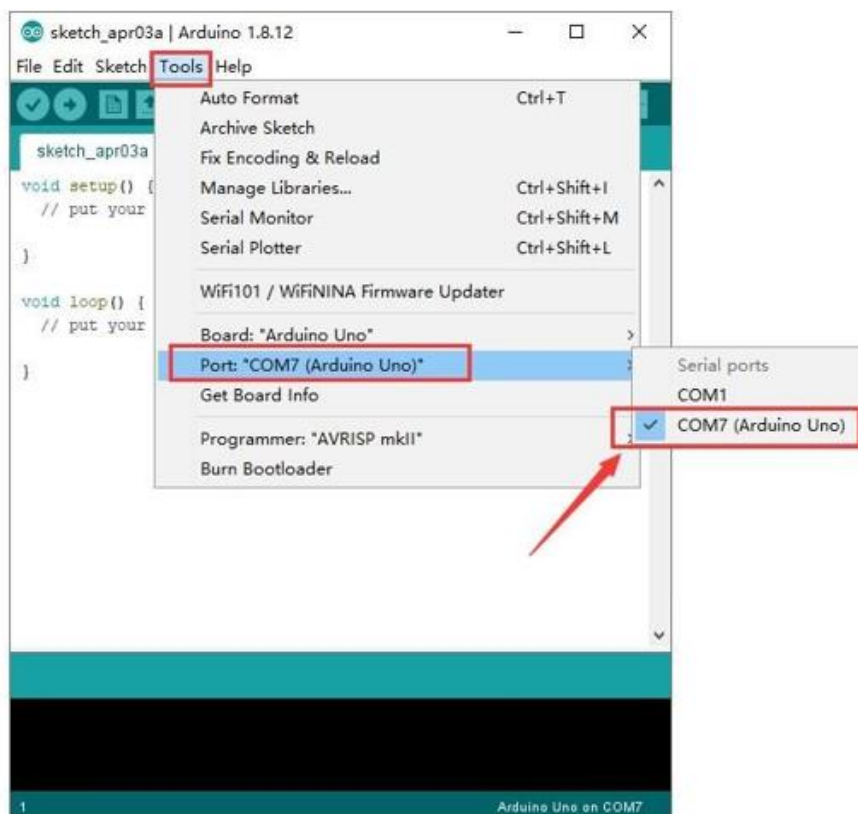 sketch_apr03a | Arduino 1.8.12
File Edit Sketch Tools Help
sketch_apr03a
void setup() {
// put your
}
void loop() {
// put your
}
Auto Format Ctrl+T
Archive Sketch
Fix Encoding & Reload
Manage Libraries... Ctrl+Shift+I
Serial Monitor Ctrl+Shift+M
Serial Plotter Ctrl+Shift+L
WiFi101 / WiFiNINA Firmware Updater
Board: "Arduino Uno"
Port: "COM7 (Arduino Uno)"
Get Board Info
Programmer: "AVRISP mkII"
Burn Bootloader
Serial ports
COM1
COM7 (Arduino Uno)
1 Arduino Uno on COM7